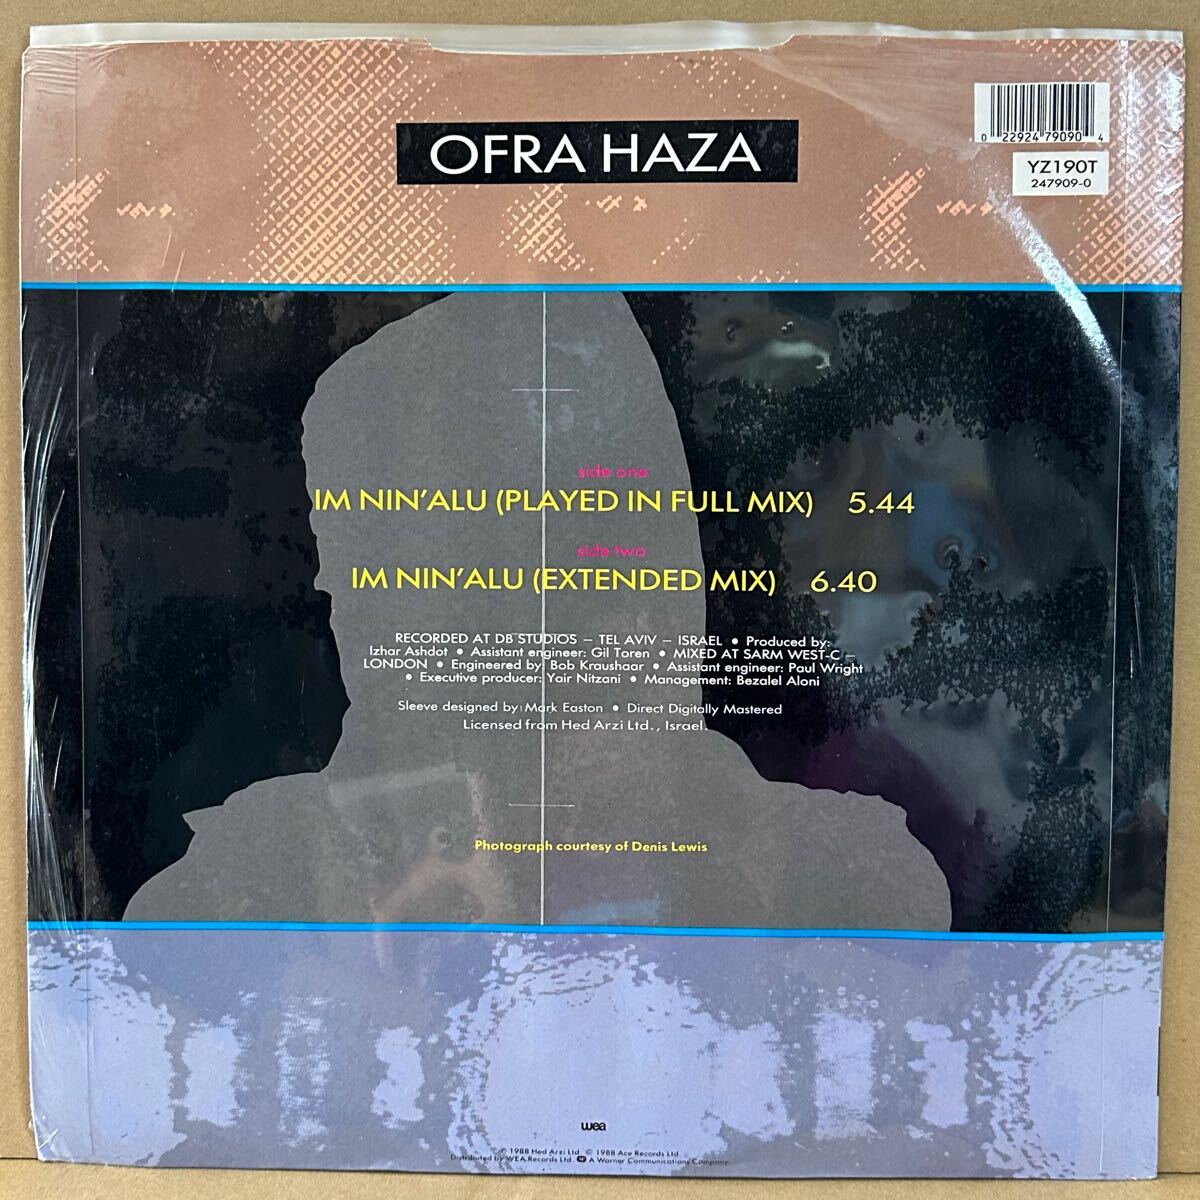 OFRA HAZA
0 22924 79090 4
YZ190T
247909-0
side one
IM NIN'ALU (PLAYED IN FULL MIX) 5.44
side two
IM NIN'ALU (EXTENDED MIX) 6.40
RECORDED AT DB STUDIOS – TEL AVIV – ISRAEL • Produced by:
Izhar Ashdot • Assistant engineer: Gil Toren • MIXED AT SARM WEST-C –
LONDON • Engineered by: Bob Kraushaar • Assistant engineer: Paul Wright
• Executive producer: Yair Nitzani • Management: Bezalel Aloni
Sleeve designed by: Mark Easton • Direct Digitally Mastered
Licensed from Hed Arzi Ltd., Israel.
Photograph courtesy of Denis Lewis
wea
℗ 1988 Hed Arzi Ltd. © 1988 Ace Records Ltd
Distributed by WEA Records Ltd. A Warner Communications Company.